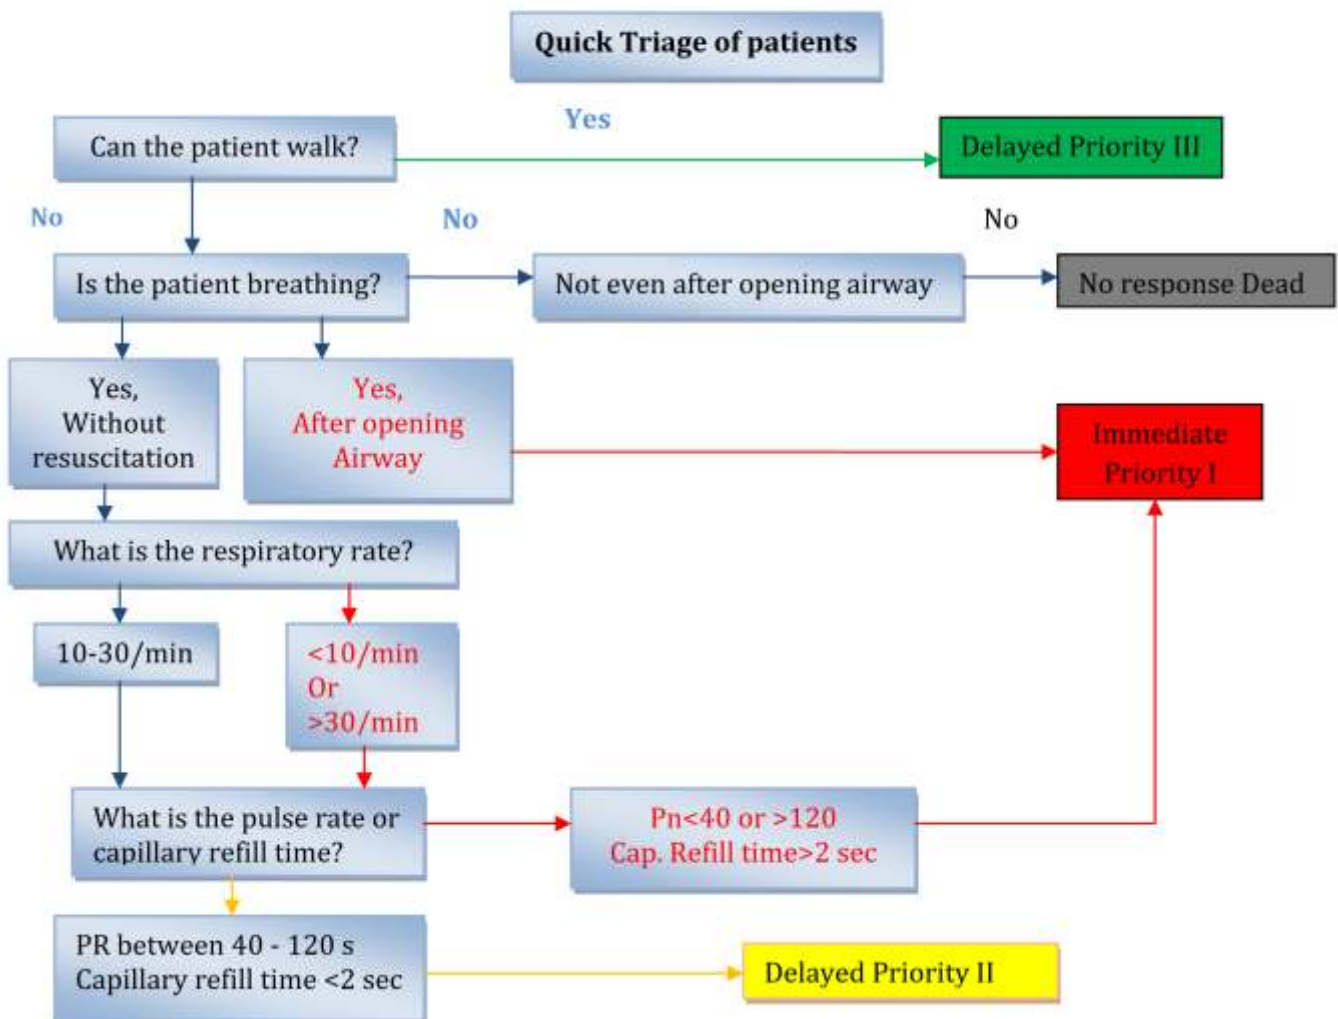 Quick Triage of patients
Yes
Can the patient walk?
Delayed Priority III
No
No
No
Is the patient breathing?
Not even after opening airway
No response Dead
Yes,
Without
resuscitation
Yes,
After opening
Airway
Immediate
Priority I
What is the respiratory rate?
10-30/min
<10/min
Or
>30/min
What is the pulse rate or
capillary refill time?
Pn<40 or >120
Cap. Refill time>2 sec
PR between 40 - 120 s
Capillary refill time <2 sec
Delayed Priority II